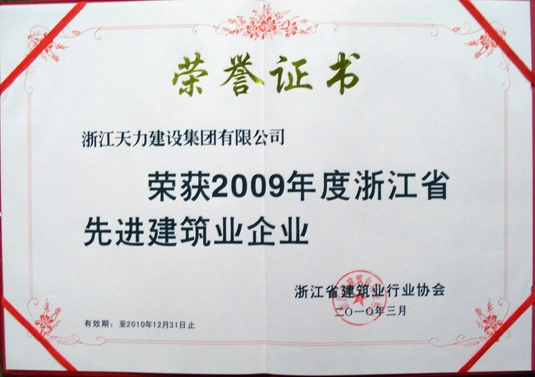 荣誉证书
浙江天力建设集团有限公司
荣获2009年度浙江省
先进建筑业企业
浙江省建筑业行业协会
二〇一〇年三月
有效期：至2010年12月31日止